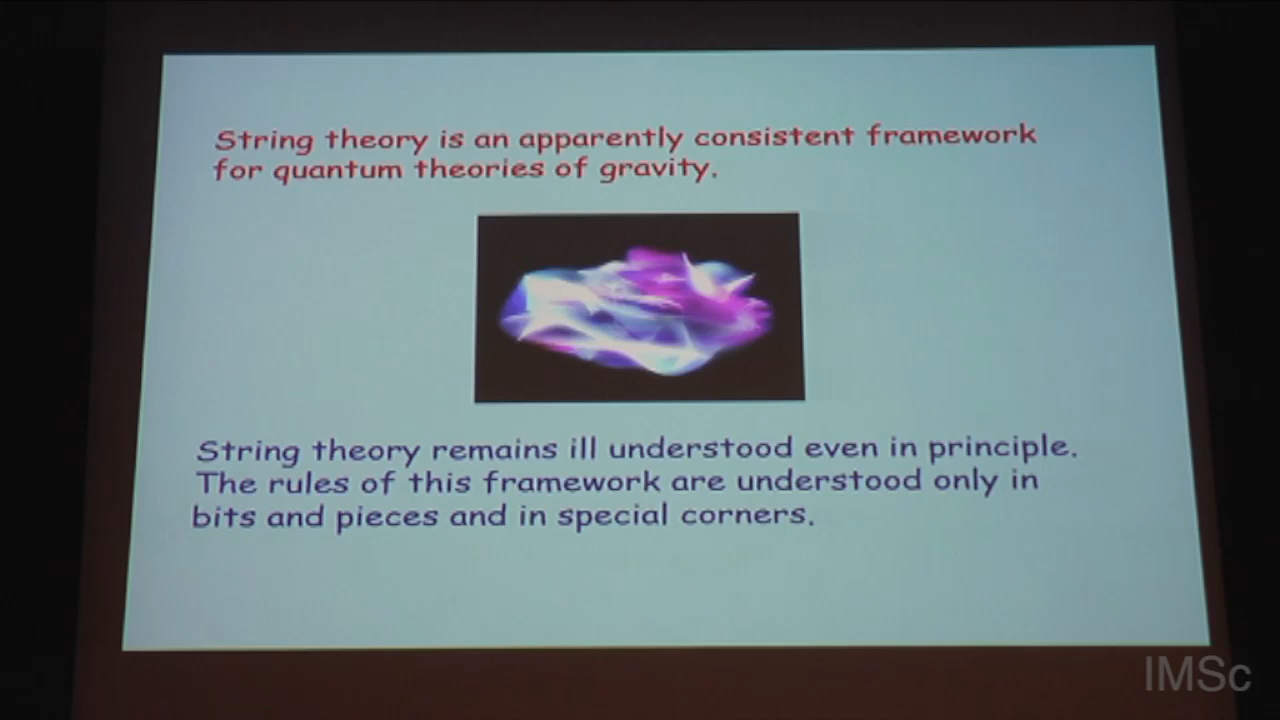 String theory is an apparently consistent framework
for quantum theories of gravity.
String theory remains ill understood even in principle.
The rules of this framework are understood only in
bits and pieces and in special corners.
IMSc